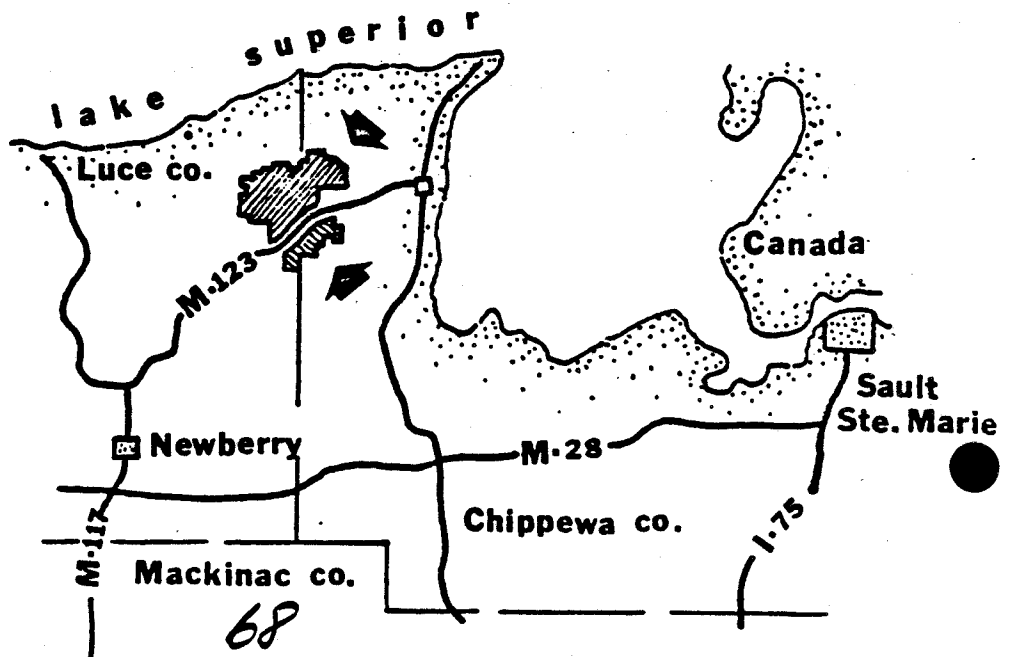 lake superior
Luce co.
Canada
M-123
Sault
Ste. Marie
Newberry
M-28
Chippewa co.
I-75
M-117
Mackinac co.
68